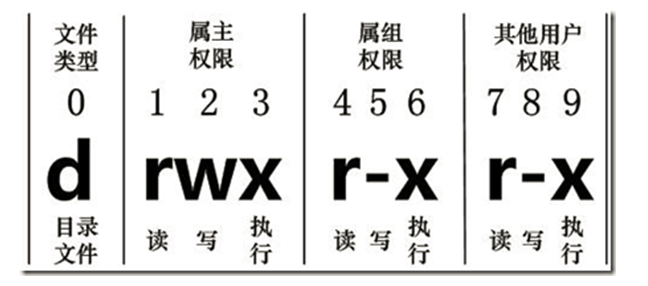 文件 属主 属组 其他用户
类型 权限 权限 权限
0 1 2 3 4 5 6 7 8 9
d rwx r-x r-x
目录 读 写 执 读 写 执 读 写 执
文件 行 行 行